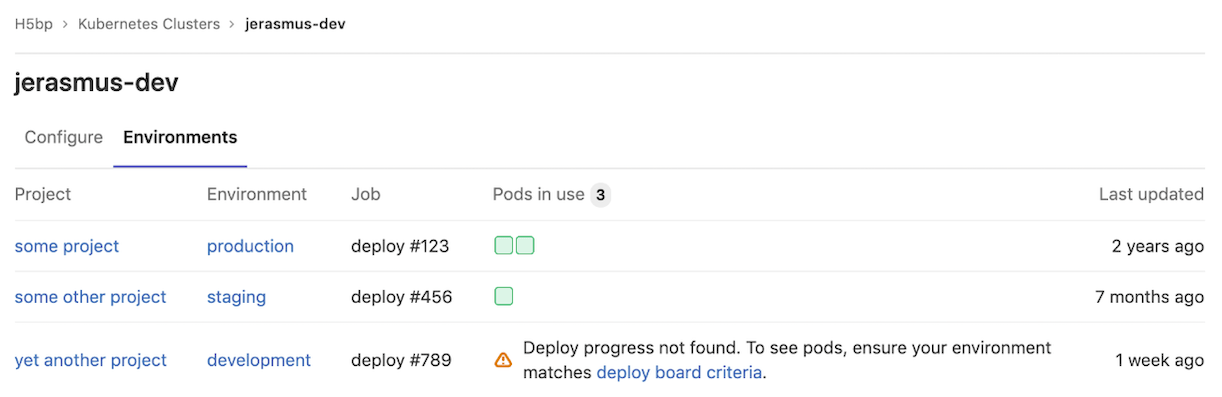 H5bp > Kubernetes Clusters > jerasmus-dev
jerasmus-dev
Configure Environments
Project Environment Job Pods in use 3 Last updated
some project production deploy #123 2 years ago
some other project staging deploy #456 7 months ago
yet another project development deploy #789 Deploy progress not found. To see pods, ensure your environment 1 week ago
matches deploy board criteria.